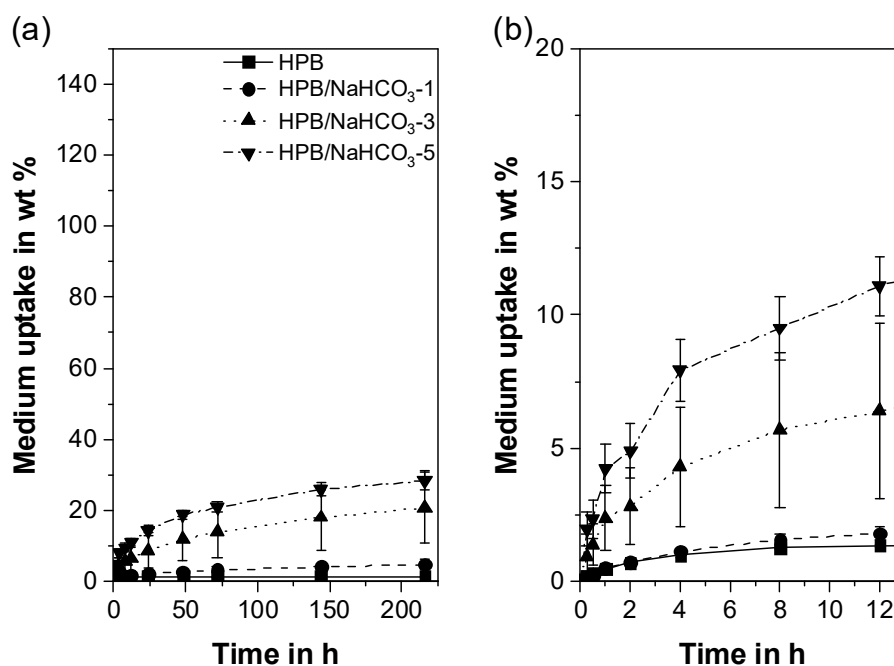 (a)
140
120
100
80
60
40
20
0
Medium uptake in wt %
HPB
HPB/NaHCO₃-1
HPB/NaHCO₃-3
HPB/NaHCO₃-5
0 50 100 150 200
Time in h
(b)
20
15
10
5
0
Medium uptake in wt %
0 2 4 6 8 10 12
Time in h